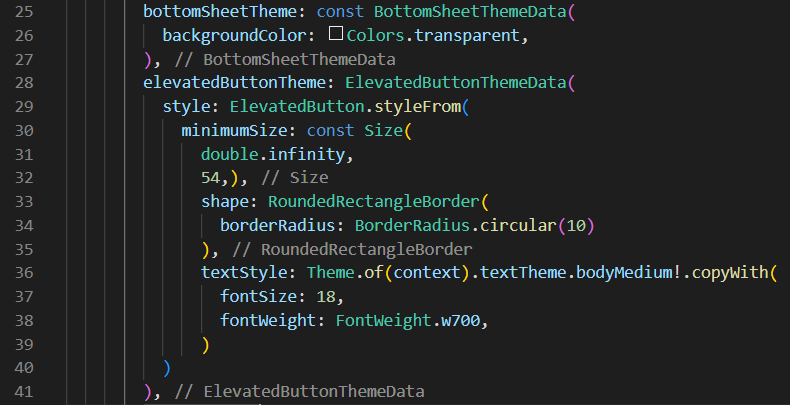 25 bottomSheetTheme: const BottomSheetThemeData(
26 backgroundColor: Colors.transparent,
27 ), // BottomSheetThemeData
28 elevatedButtonTheme: ElevatedButtonThemeData(
29 style: ElevatedButton.styleFrom(
30 minimumSize: const Size(
31 double.infinity,
32 54,), // Size
33 shape: RoundedRectangleBorder(
34 borderRadius: BorderRadius.circular(10)
35 ), // RoundedRectangleBorder
36 textStyle: Theme.of(context).textTheme.bodyMedium!.copyWith(
37 fontSize: 18,
38 fontWeight: FontWeight.w700,
39 )
40 )
41 ), // ElevatedButtonThemeData